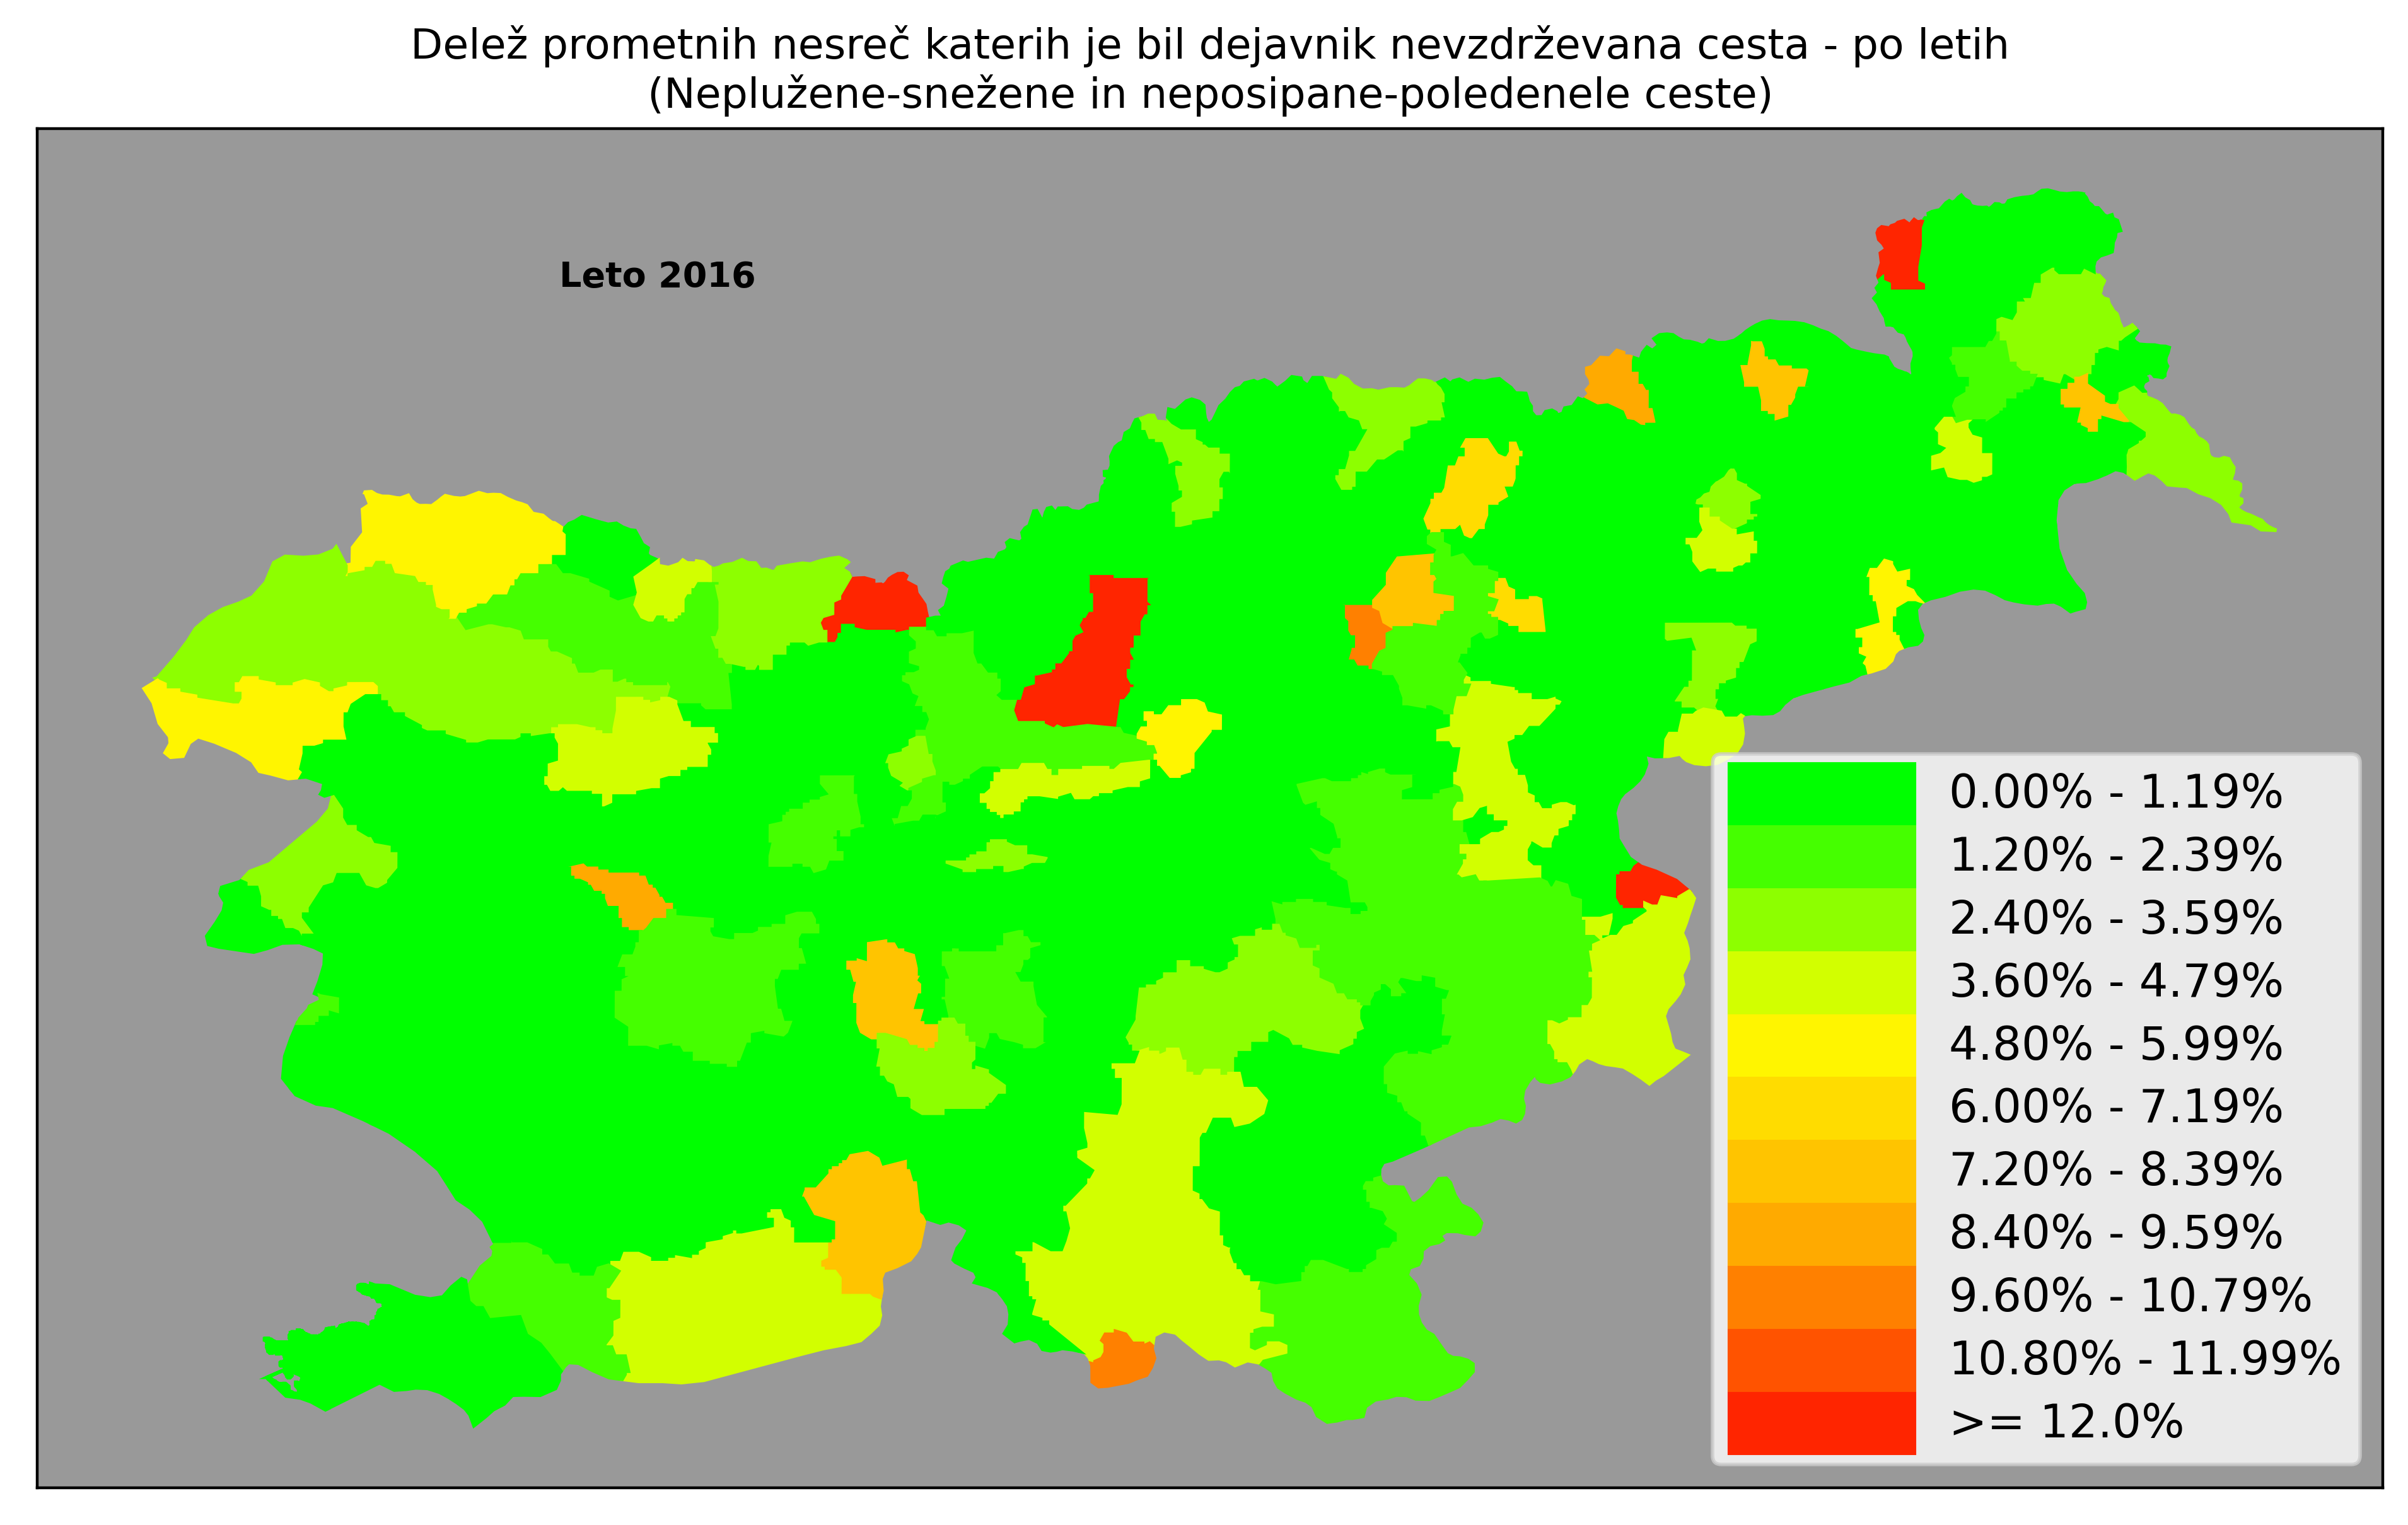 Delež prometnih nesreč katerih je bil dejavnik nevzdrževana cesta - po letih
(Neplužene-snežene in neposipane-poledenele ceste)
Leto 2016
0.00% - 1.19%
1.20% - 2.39%
2.40% - 3.59%
3.60% - 4.79%
4.80% - 5.99%
6.00% - 7.19%
7.20% - 8.39%
8.40% - 9.59%
9.60% - 10.79%
10.80% - 11.99%
>= 12.0%